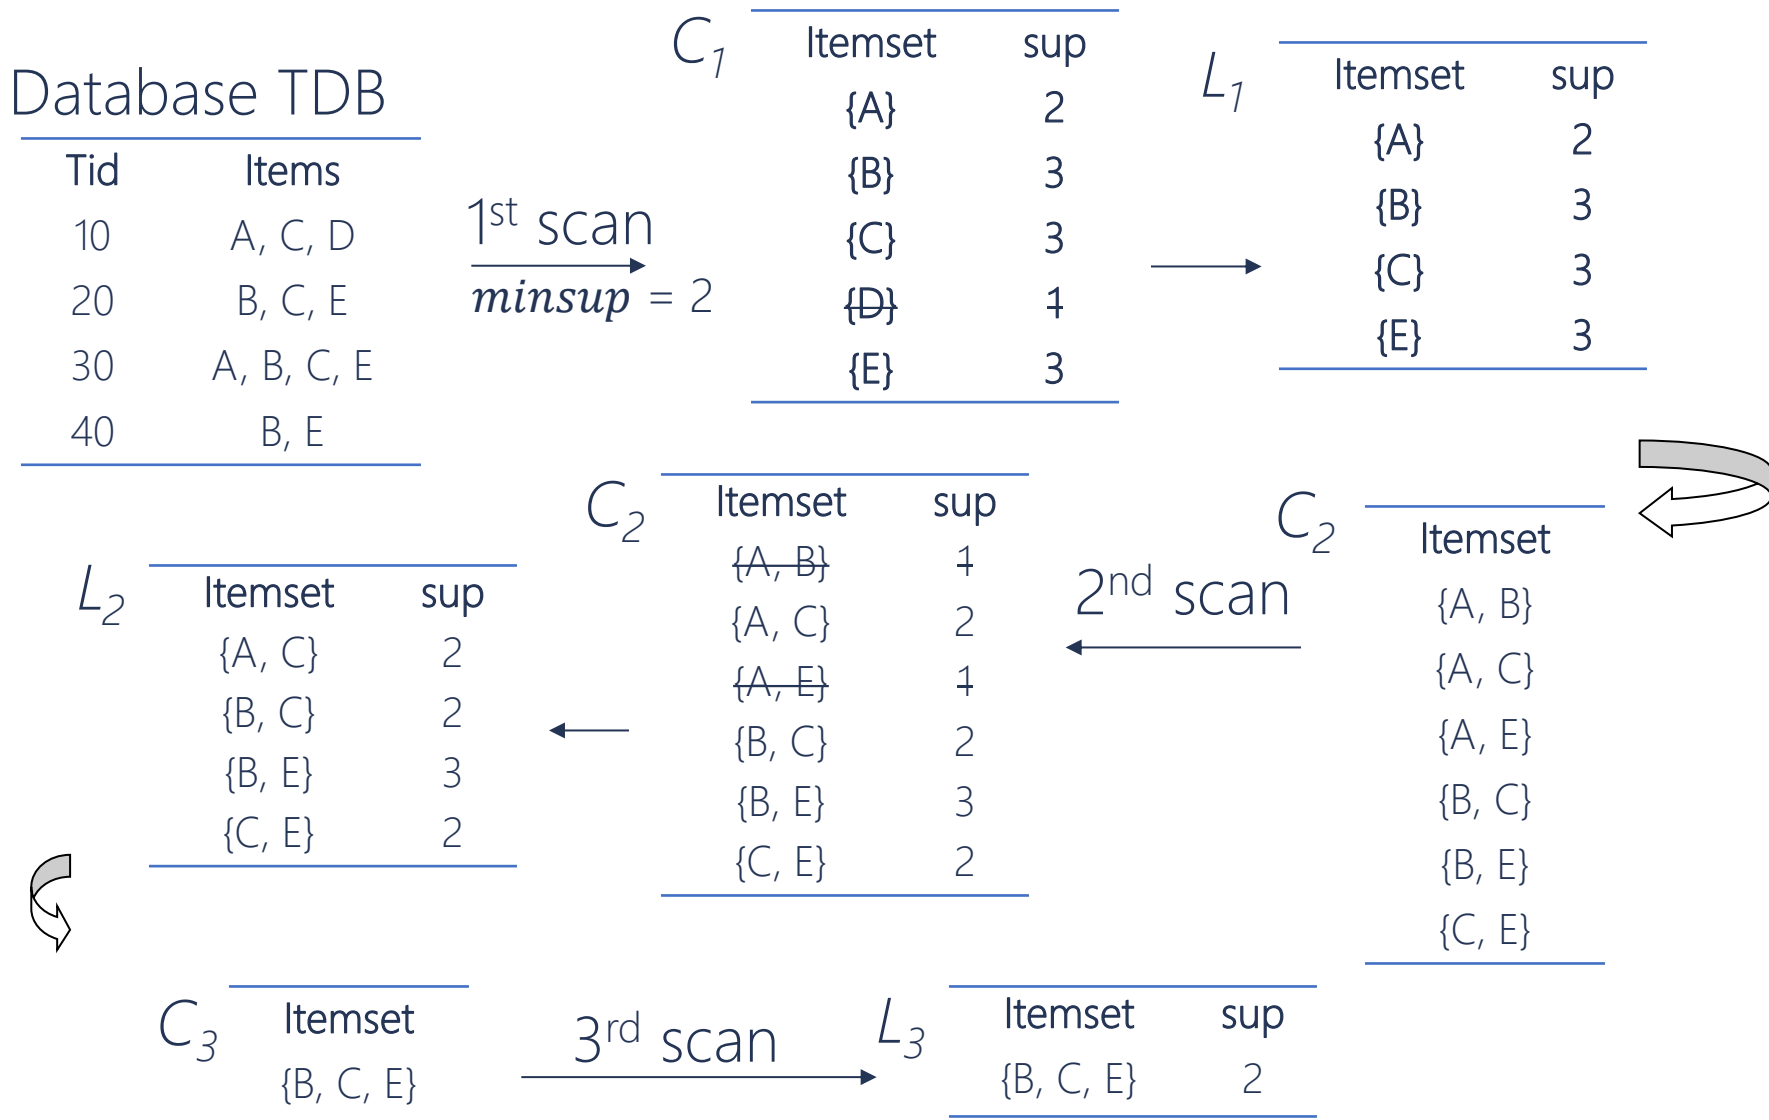 Database TDB
Tid Items
10 A, C, D
20 B, C, E
30 A, B, C, E
40 B, E
1st scan
minsup = 2
C1
Itemset sup
{A} 2
{B} 3
{C} 3
{D} 1
{E} 3
L1
Itemset sup
{A} 2
{B} 3
{C} 3
{E} 3
C2
Itemset
{A, B}
{A, C}
{A, E}
{B, C}
{B, E}
{C, E}
2nd scan
C2
Itemset sup
{A, B} 1
{A, C} 2
{A, E} 1
{B, C} 2
{B, E} 3
{C, E} 2
L2
Itemset sup
{A, C} 2
{B, C} 2
{B, E} 3
{C, E} 2
C3
Itemset
{B, C, E}
3rd scan
L3
Itemset sup
{B, C, E} 2